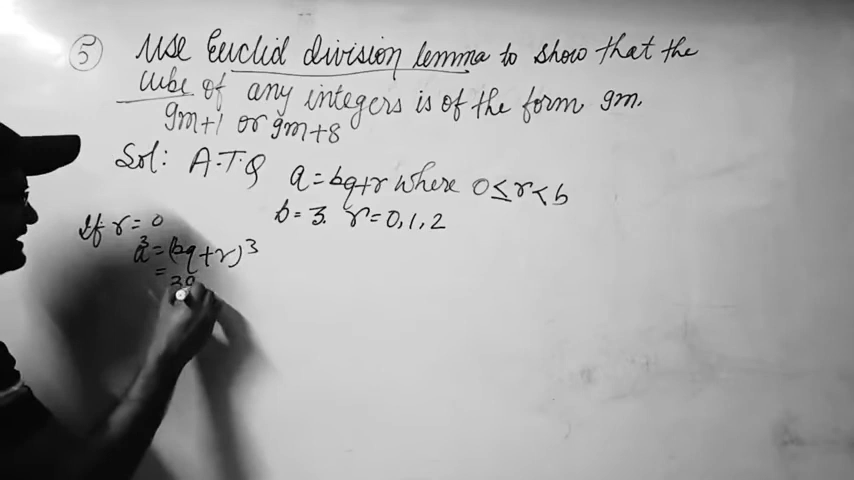 5 Use Euclid division lemma to show that the
cube of any integers is of the form 9m,
9m+1 or 9m+8
Sol: A.T.Q a = bq+r where 0 ≤ r < b
b = 3. r = 0, 1, 2
If r = 0
a³ = (bq + r)³
= 3q